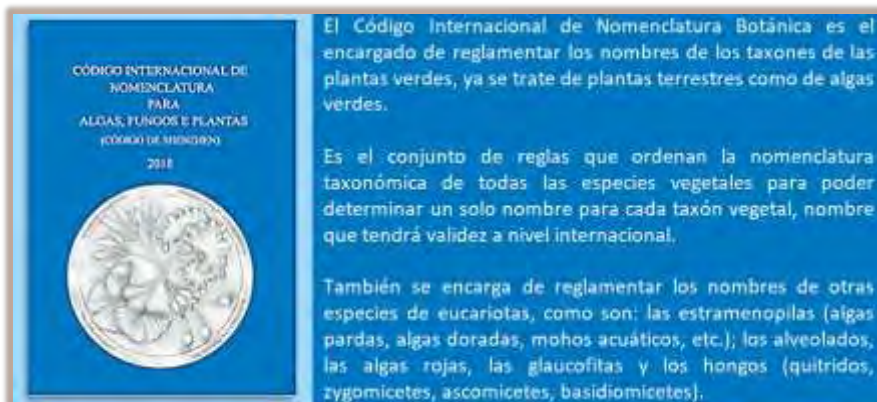 CÓDIGO INTERNACIONAL DE
NOMENCLATURA
PARA
ALGAS, FUNGOS E PLANTAS
(CÓDIGO DE SHENZHEN)
2018
El Código Internacional de Nomenclatura Botánica es el
encargado de reglamentar los nombres de los taxones de las
plantas verdes, ya se trate de plantas terrestres como de algas
verdes.
Es el conjunto de reglas que ordenan la nomenclatura
taxonómica de todas las especies vegetales para poder
determinar un solo nombre para cada taxón vegetal, nombre
que tendrá validez a nivel internacional.
También se encarga de reglamentar los nombres de otras
especies de eucariotas, como son: las estramenopilas (algas
pardas, algas doradas, mohos acuáticos, etc.); los alveolados,
las algas rojas, las glaucofitas y los hongos (quitridos,
zygomicetes, ascomicetes, basidiomicetes).